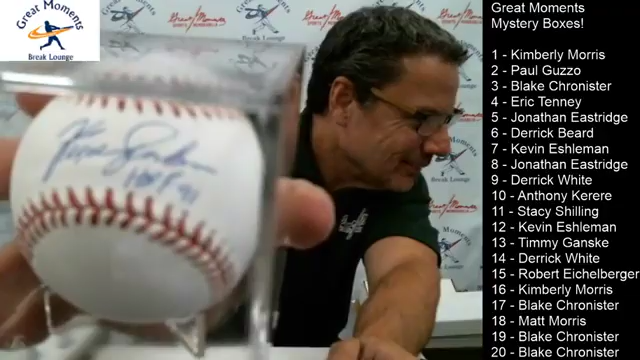 Great Moments
Break Lounge
HOF 91
Great Moments
Mystery Boxes!
1 - Kimberly Morris
2 - Paul Guzzo
3 - Blake Chronister
4 - Eric Tenney
5 - Jonathan Eastridge
6 - Derrick Beard
7 - Kevin Eshleman
8 - Jonathan Eastridge
9 - Derrick White
10 - Anthony Kerere
11 - Stacy Shilling
12 - Kevin Eshleman
13 - Timmy Ganske
14 - Derrick White
15 - Robert Eichelberger
16 - Kimberly Morris
17 - Blake Chronister
18 - Matt Morris
19 - Blake Chronister
20 - Blake Chronister